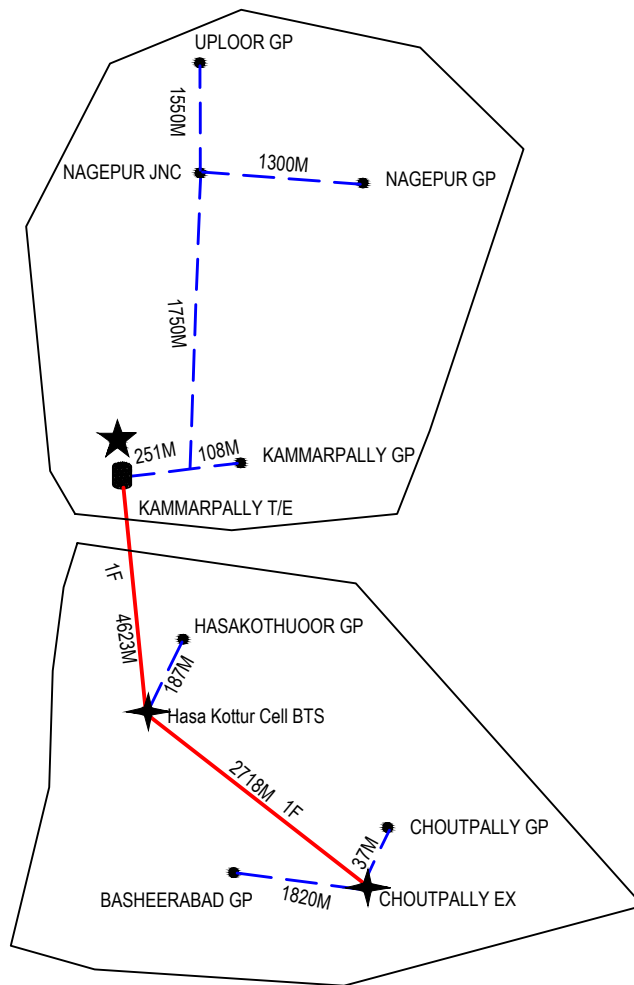 UPLOOR GP
1550M
NAGEPUR JNC
1300M
NAGEPUR GP
1750M
251M
108M
KAMMARPALLY GP
KAMMARPALLY T/E
1F
4623M
HASAKOTHUOOR GP
187M
Hasa Kottur Cell BTS
2718M 1F
CHOUTPALLY GP
37M
BASHEERABAD GP
1820M
CHOUTPALLY EX